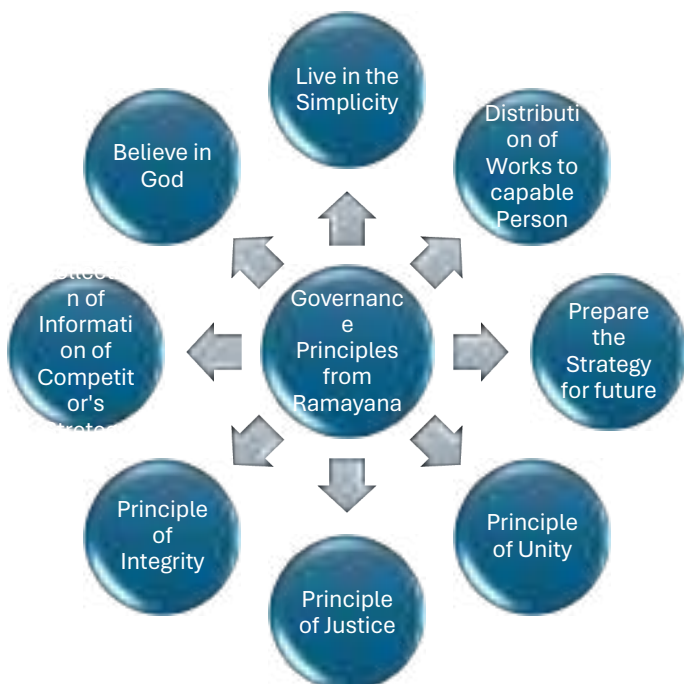 Governanc
e
Principles
from
Ramayana
Live in the
Simplicity
Distributi
on of
Works to
capable
Person
Prepare
the
Strategy
for future
Principle
of Unity
Principle
of Justice
Principle
of
Integrity
n of
Informati
on of
Competit
or's
Believe in
God